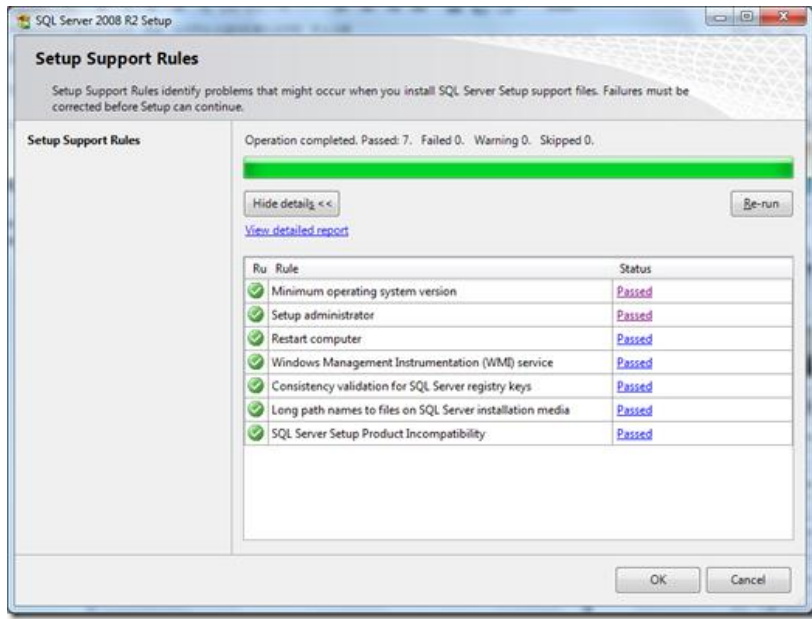 SQL Server 2008 R2 Setup
Setup Support Rules
Setup Support Rules identify problems that might occur when you install SQL Server Setup support files. Failures must be
corrected before Setup can continue.
Setup Support Rules
Operation completed. Passed: 7. Failed 0. Warning 0. Skipped 0.
Hide details <<
Re-run
View detailed report
Ru Rule Status
Minimum operating system version Passed
Setup administrator Passed
Restart computer Passed
Windows Management Instrumentation (WMI) service Passed
Consistency validation for SQL Server registry keys Passed
Long path names to files on SQL Server installation media Passed
SQL Server Setup Product Incompatibility Passed
OK Cancel